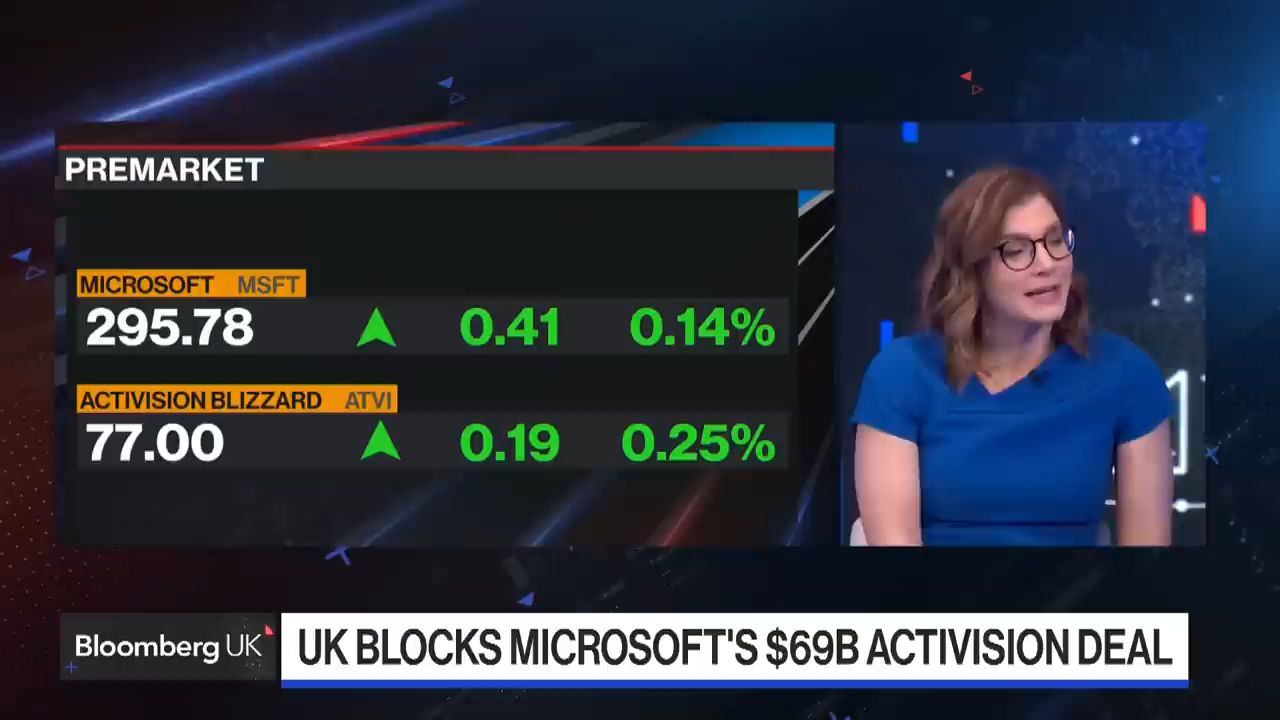 PREMARKET
MICROSOFT MSFT
295.78 0.41 0.14%
ACTIVISION BLIZZARD ATVI
77.00 0.19 0.25%
Bloomberg UK
UK BLOCKS MICROSOFT'S $69B ACTIVISION DEAL